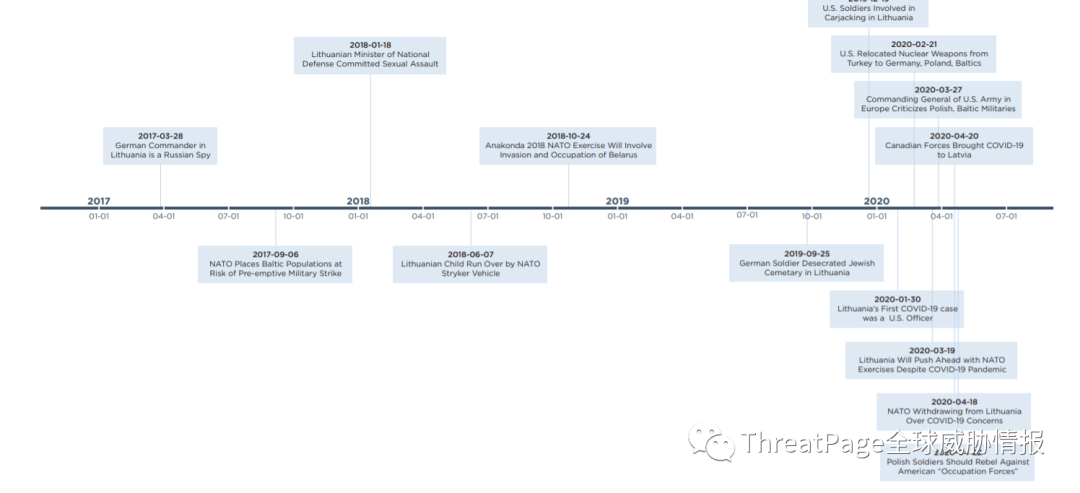 U.S. Soldiers Involved in
Carjacking in Lithuania
2018-01-18
Lithuanian Minister of National
Defense Committed Sexual Assault
2020-02-21
U.S. Relocated Nuclear Weapons from
Turkey to Germany, Poland, Baltics
2020-03-27
Commanding General of U.S. Army in
Europe Criticizes Polish, Baltic Militaries
2017-03-28
German Commander in
Lithuania is a Russian Spy
2018-10-24
Anakonda 2018 NATO Exercise Will Involve
Invasion and Occupation of Belarus
2020-04-20
Canadian Forces Brought COVID-19
to Latvia
2017 2018 2019 2020
01-01 04-01 07-01 10-01 01-01 04-01 07-01 10-01 01-01 04-01 07-01 10-01 01-01 04-01 07-01
2017-09-06
NATO Places Baltic Populations at
Risk of Pre-emptive Military Strike
2018-06-07
Lithuanian Child Run Over by NATO
Stryker Vehicle
2019-09-25
German Soldier Desecrated Jewish
Cemetary in Lithuania
2020-01-30
Lithuania's First COVID-19 case
was a U.S. Officer
2020-03-19
Lithuania Will Push Ahead with NATO
Exercises Despite COVID-19 Pandemic
2020-04-18
NATO Withdrawing from Lithuania
Over COVID-19 Concerns
ThreatPage全球威胁情报
Polish Soldiers Should Rebel Against
American "Occupation Forces"